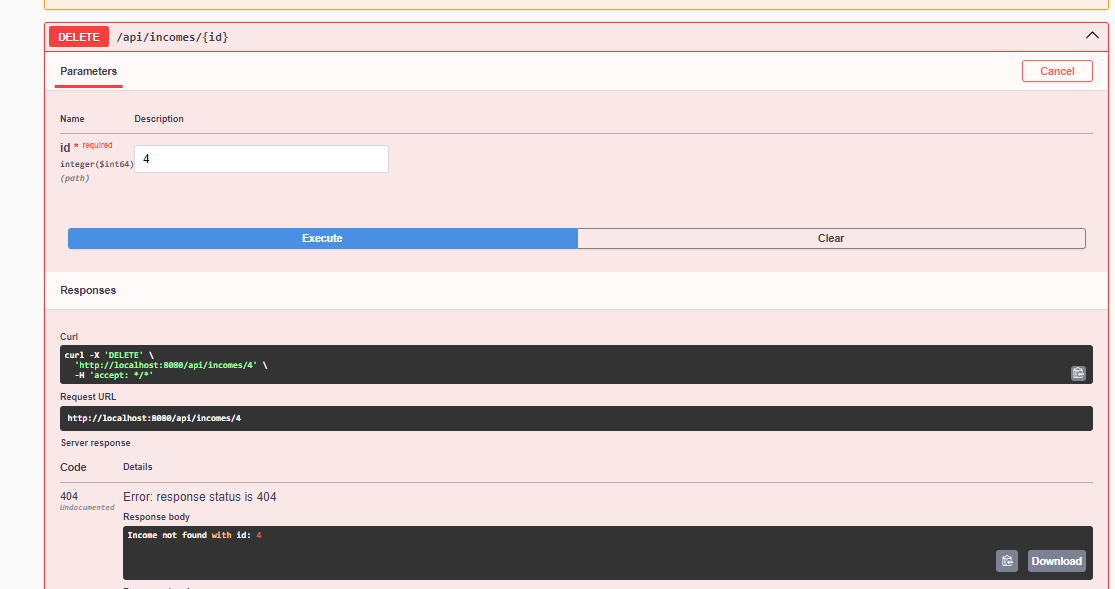 DELETE /api/incomes/{id}
Parameters
Cancel
Name Description
id * required
integer($int64)
(path)
4
Execute Clear
Responses
Curl
curl -X 'DELETE' \
'http://localhost:8080/api/incomes/4' \
-H 'accept: */*'
Request URL
http://localhost:8080/api/incomes/4
Server response
Code Details
404
Undocumented
Error: response status is 404
Response body
Income not found with id: 4
Download